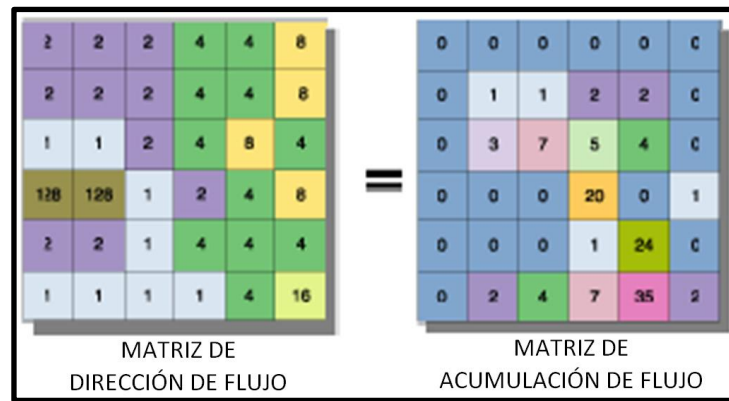 2 2 2 4 4 8
2 2 2 4 4 8
1 1 2 4 8 4
128 128 1 2 4 8
2 2 1 4 4 4
1 1 1 1 4 16
=
0 0 0 0 0 0
0 1 1 2 2 0
0 3 7 5 4 0
0 0 0 20 0 1
0 0 0 1 24 0
0 2 4 7 35 2
MATRIZ DE
DIRECCIÓN DE FLUJO
MATRIZ DE
ACUMULACIÓN DE FLUJO